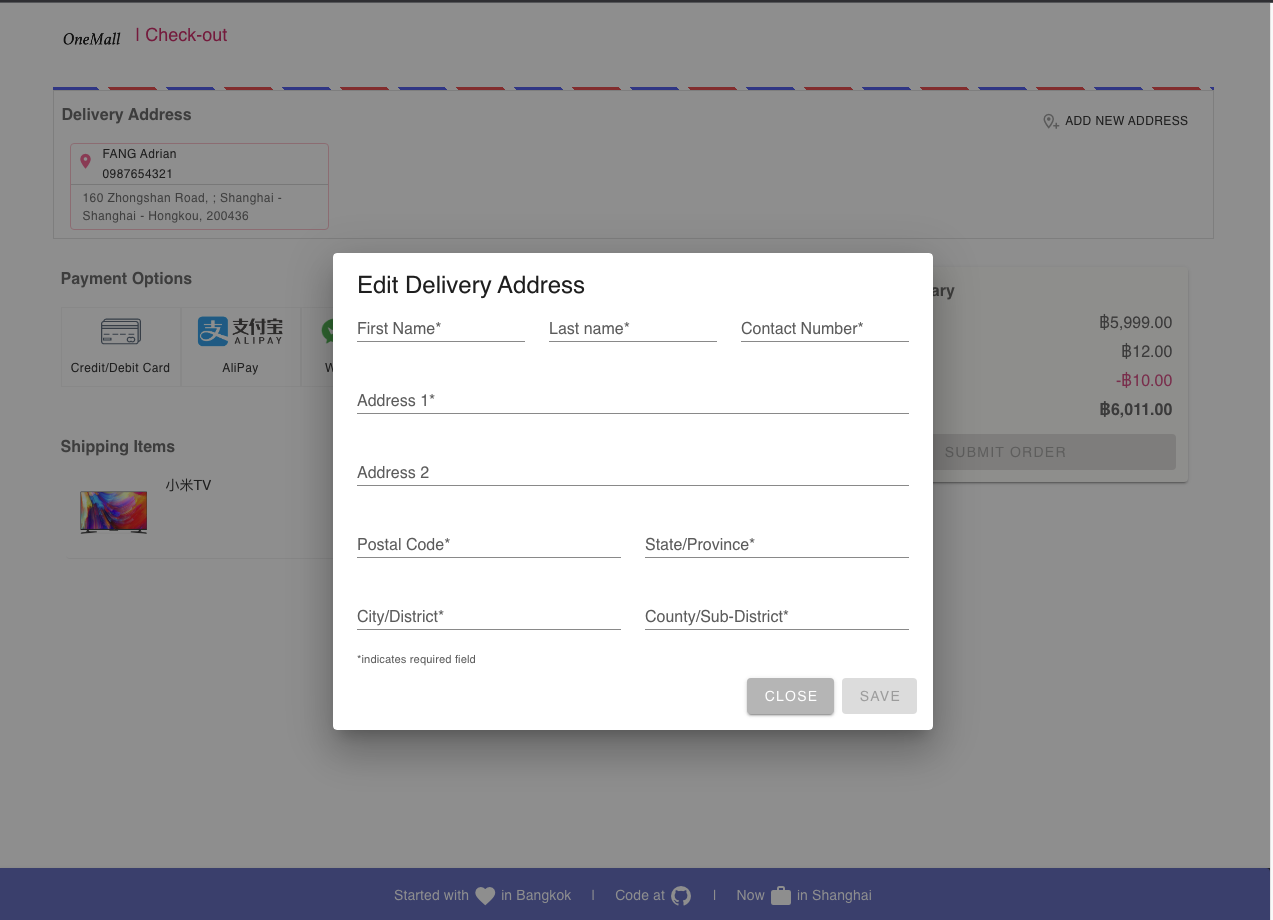 OneMall | Check-out
Delivery Address
ADD NEW ADDRESS
FANG Adrian
0987654321
160 Zhongshan Road, ; Shanghai -
Shanghai - Hongkou, 200436
Payment Options
支付宝
ALIPAY
Credit/Debit Card
AliPay
฿5,999.00
฿12.00
-฿10.00
฿6,011.00
SUBMIT ORDER
Shipping Items
小米TV
Edit Delivery Address
First Name*
Last name*
Contact Number*
Address 1*
Address 2
Postal Code*
State/Province*
City/District*
County/Sub-District*
*indicates required field
CLOSE
SAVE
Started with in Bangkok | Code at | Now in Shanghai